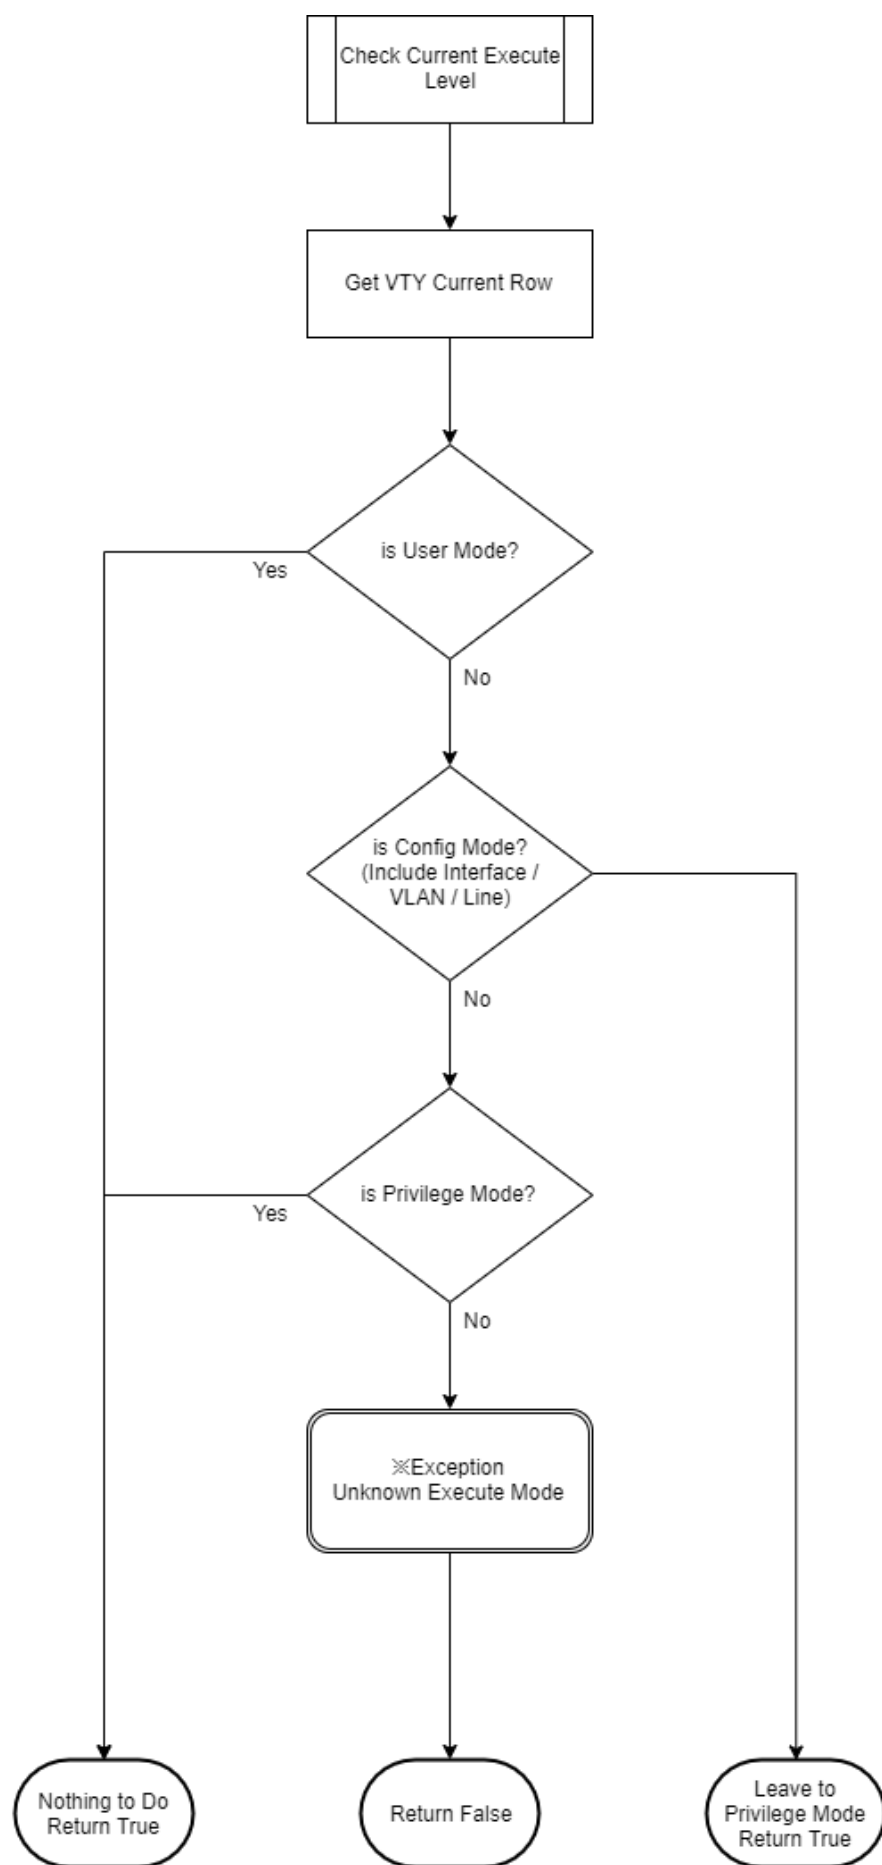 Check Current Execute
Level
Get VTY Current Row
is User Mode?
Yes
No
is Config Mode?
(Include Interface /
VLAN / Line)
No
is Privilege Mode?
Yes
No
※Exception
Unknown Execute Mode
Nothing to Do
Return True
Return False
Leave to
Privilege Mode
Return True